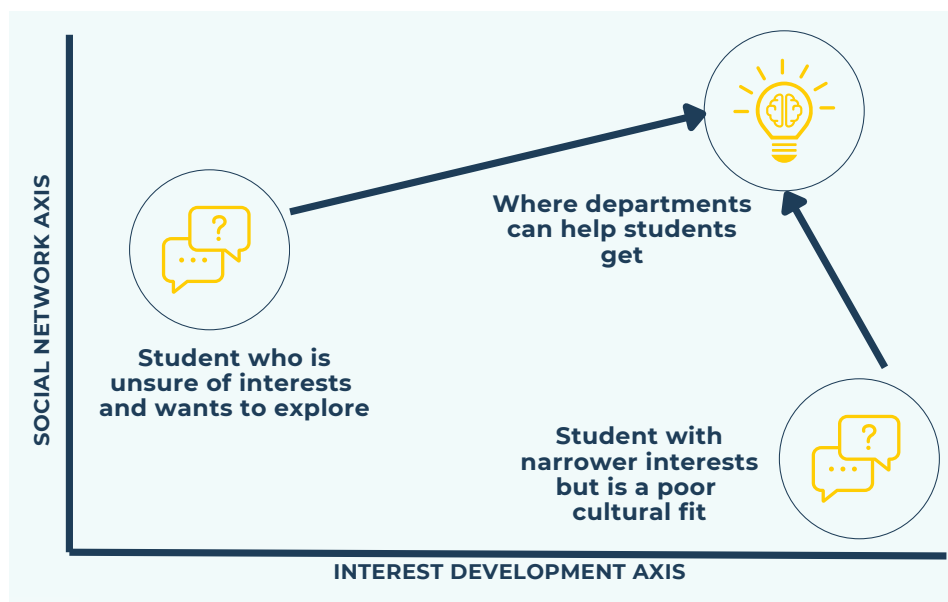 SOCIAL NETWORK AXIS
Where departments
can help students
get
Student who is
unsure of interests
and wants to explore
Student with
narrower interests
but is a poor
cultural fit
INTEREST DEVELOPMENT AXIS
?
?